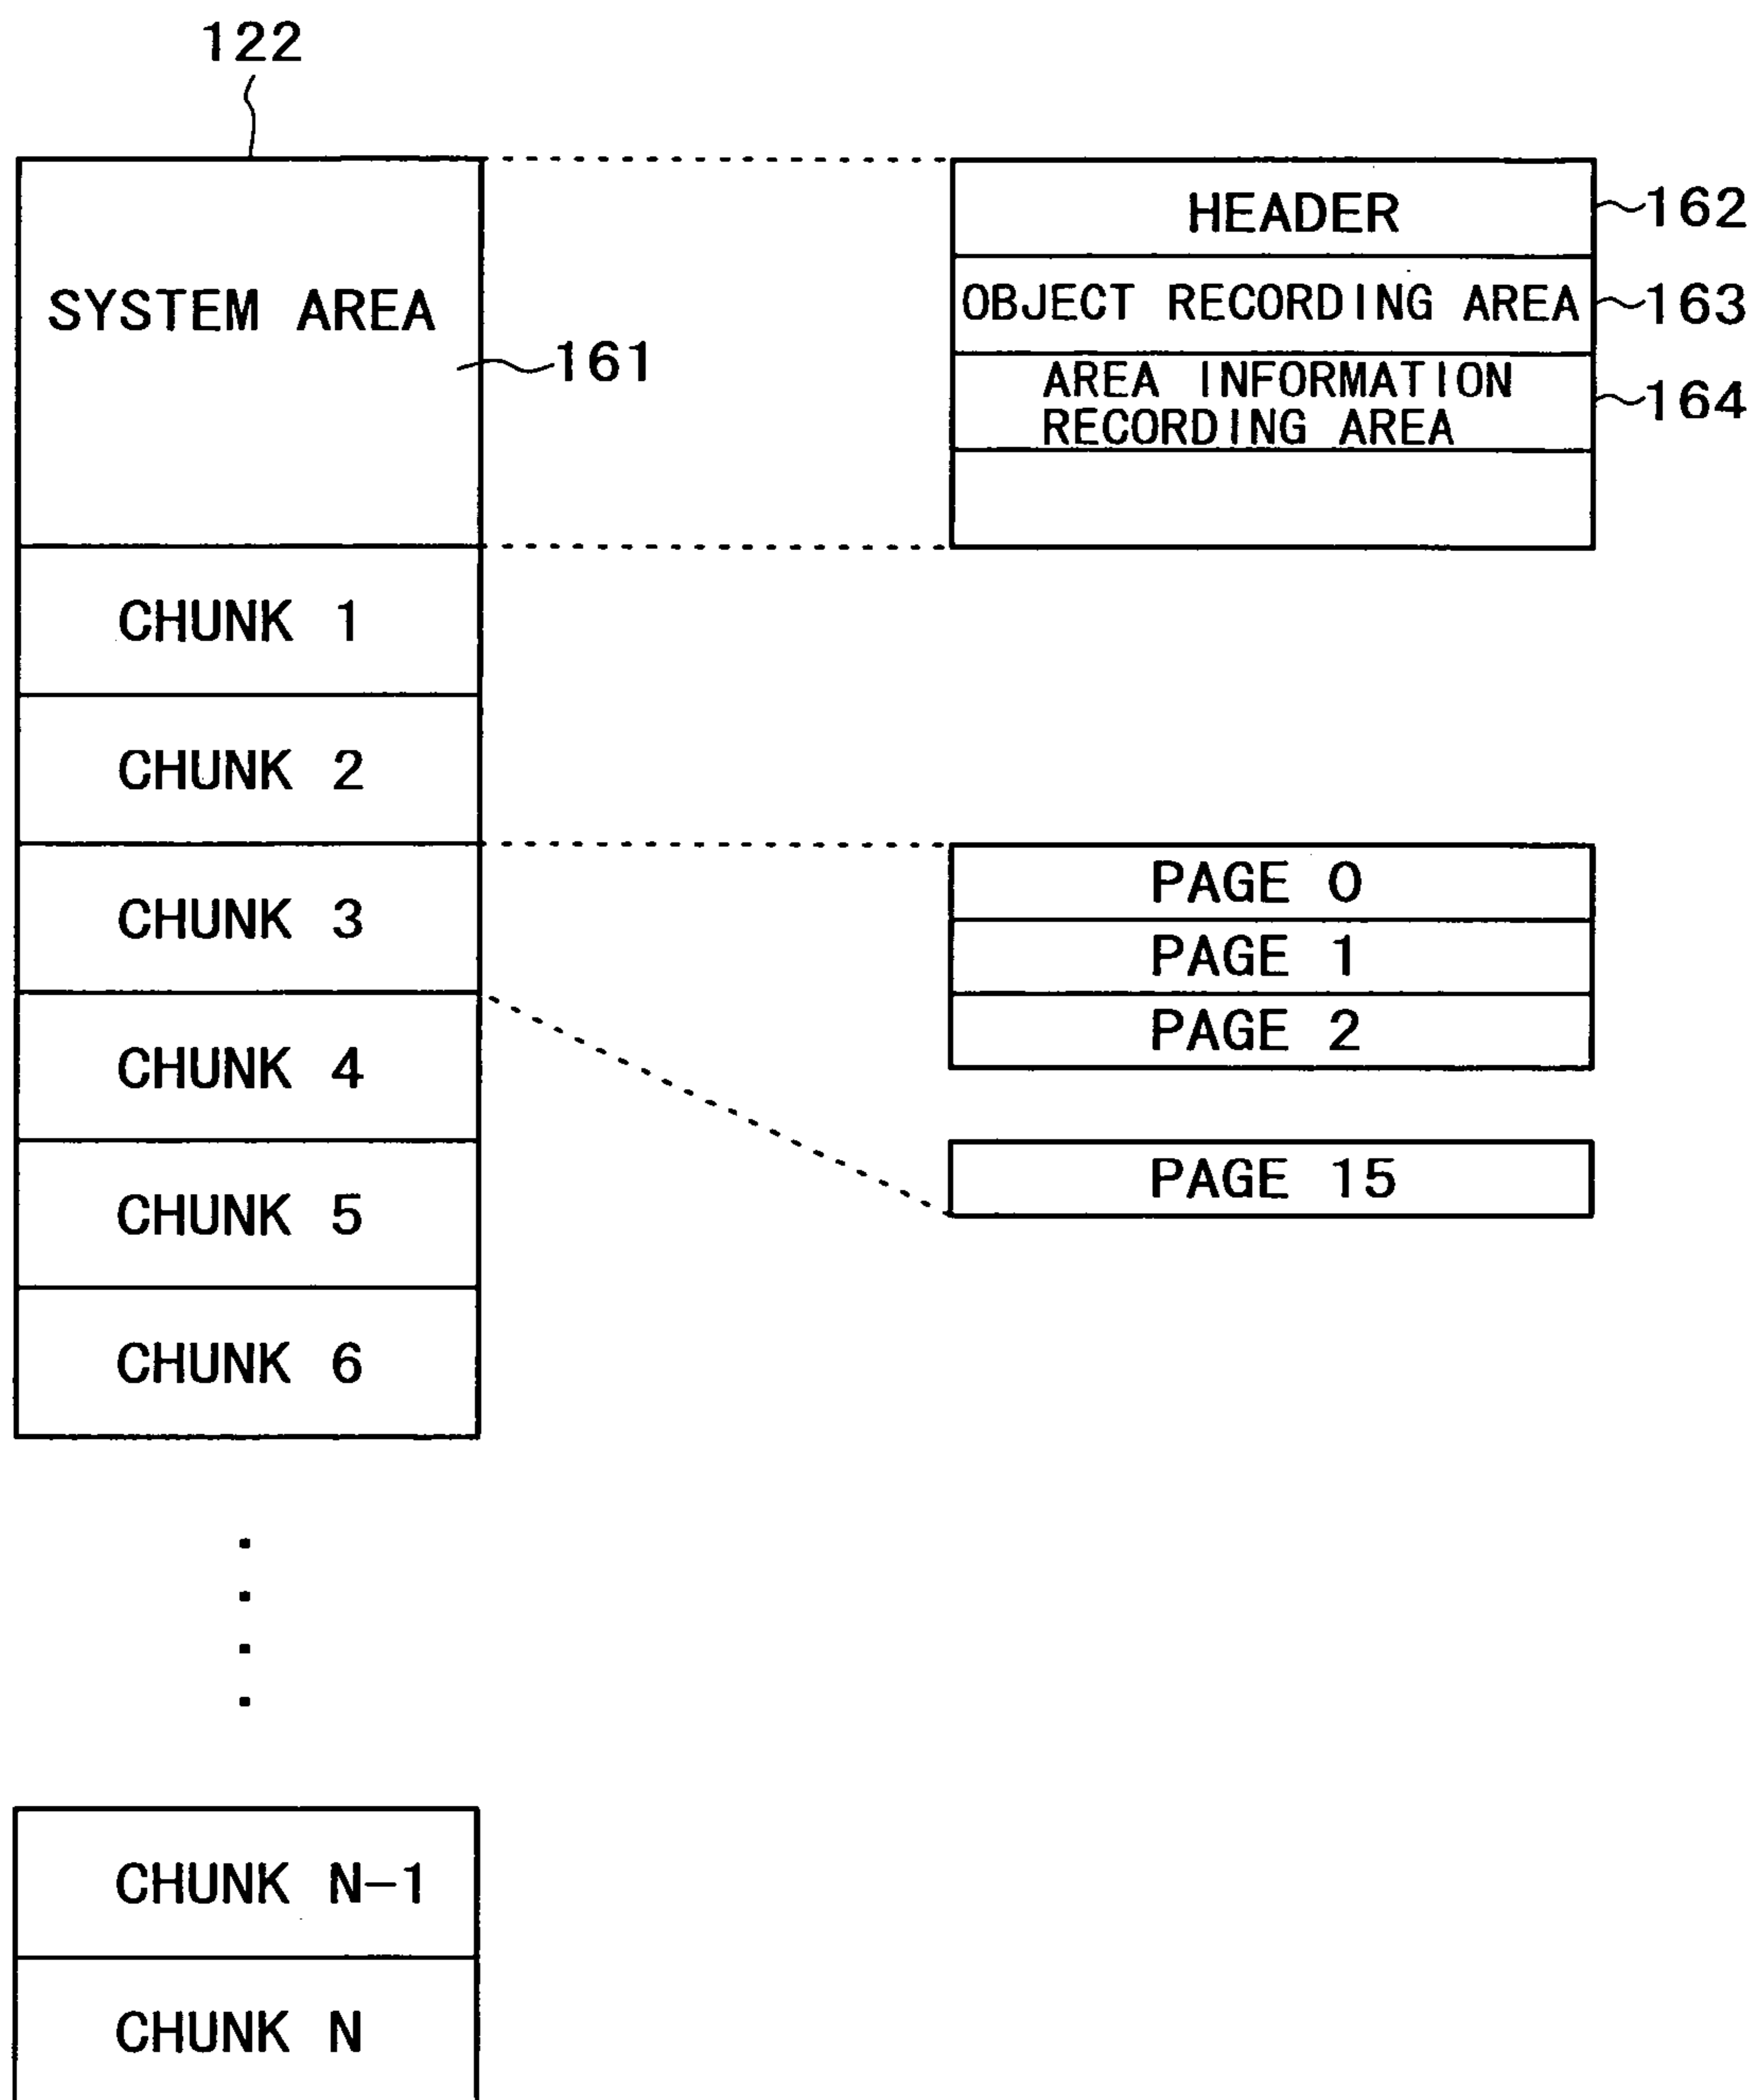 122
SYSTEM AREA
161
HEADER
162
OBJECT RECORDING AREA
163
AREA INFORMATION
RECORDING AREA
164
CHUNK 1
CHUNK 2
CHUNK 3
CHUNK 4
CHUNK 5
CHUNK 6
PAGE 0
PAGE 1
PAGE 2
PAGE 15
CHUNK N-1
CHUNK N